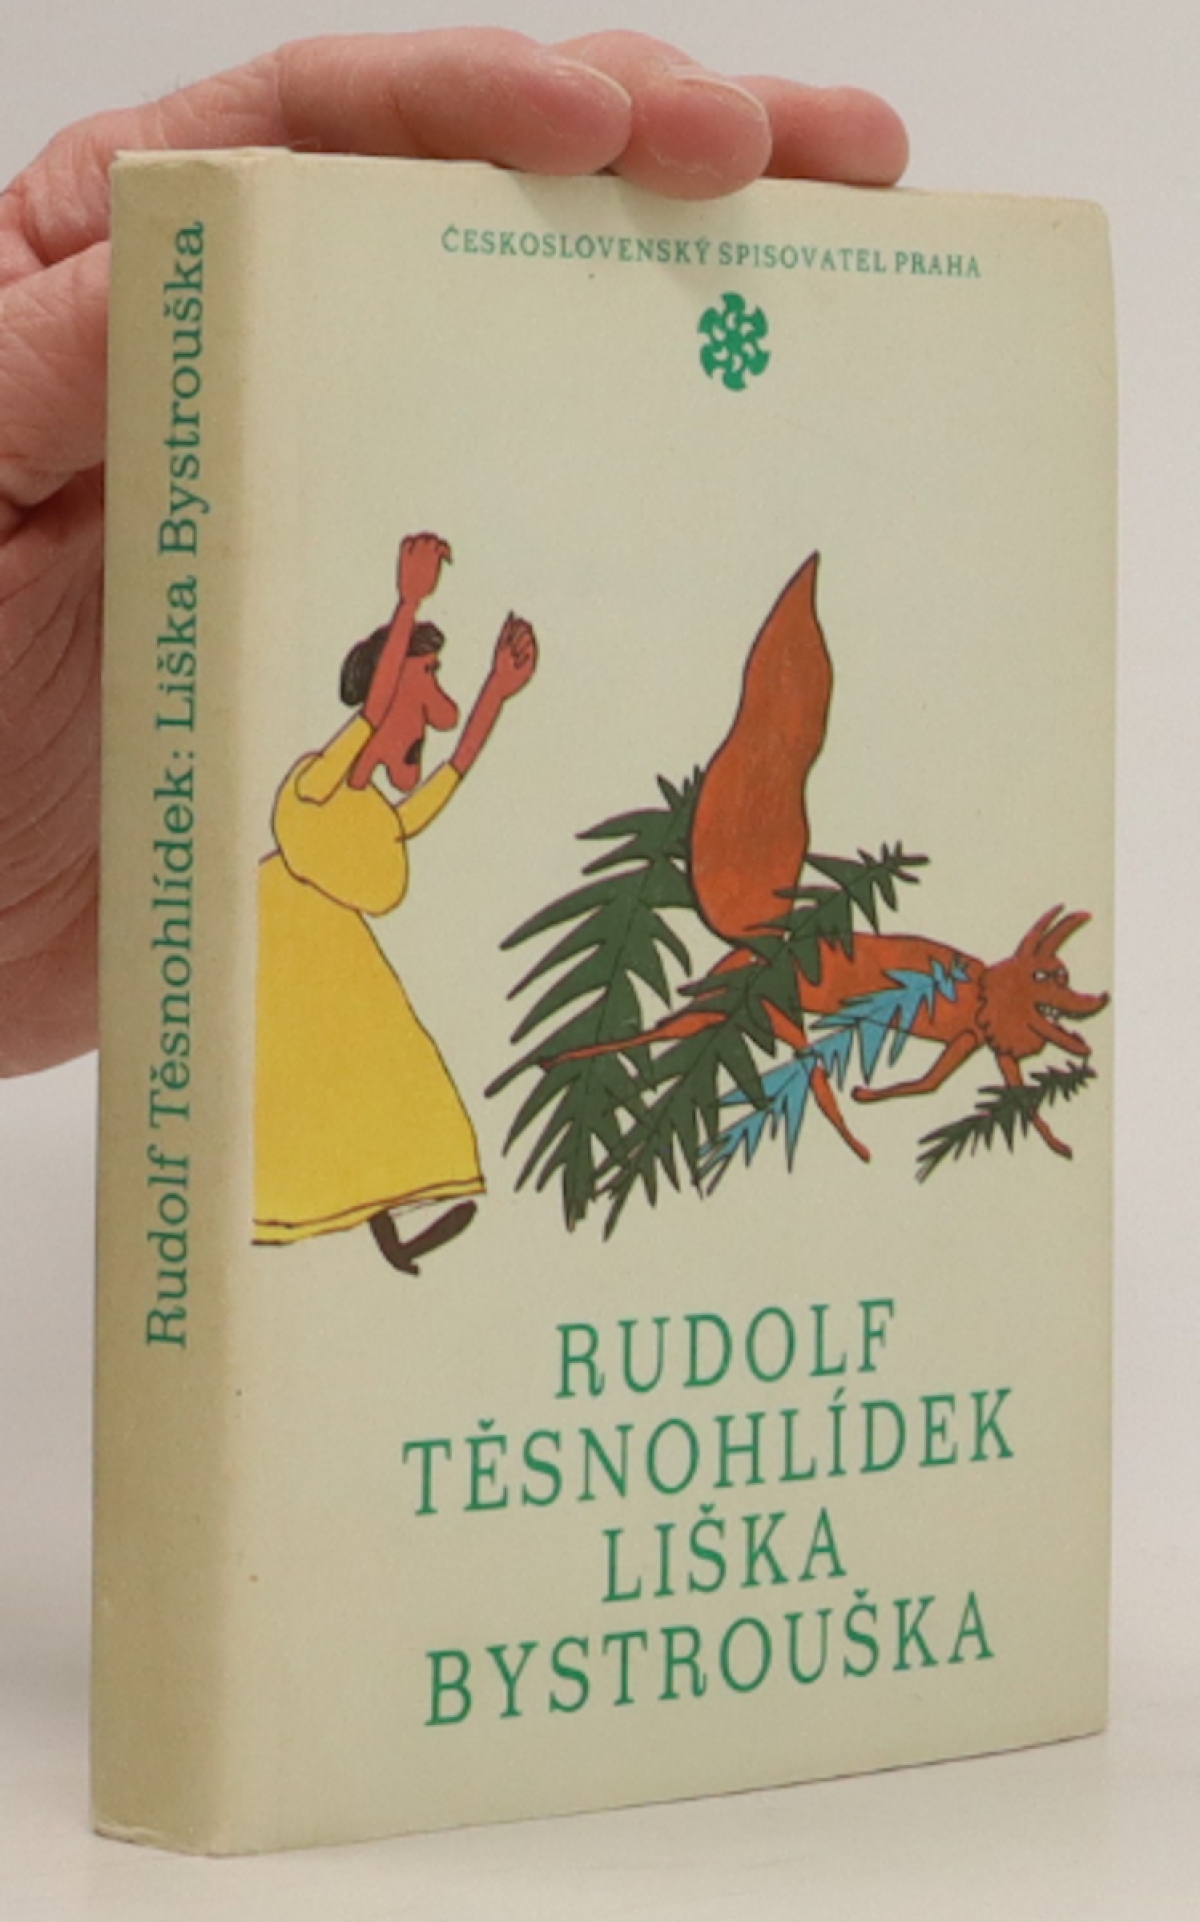 Rudolf Těsnohlídek: Liška Bystrouška
ČESKOSLOVENSKÝ SPISOVATEL PRAHA
RUDOLF
TĚSNOHLÍDEK
LIŠKA
BYSTROUŠKA